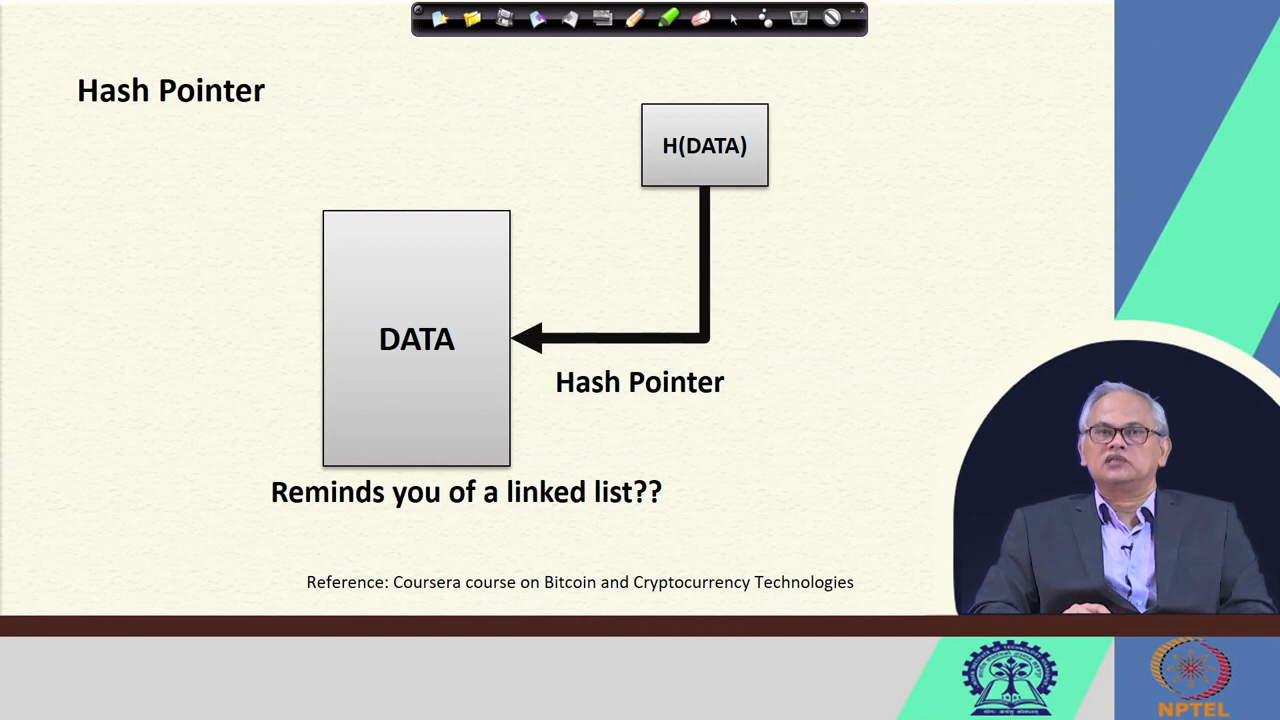 Hash Pointer
H(DATA)
DATA
Hash Pointer
Reminds you of a linked list??
Reference: Coursera course on Bitcoin and Cryptocurrency Technologies
NPTEL